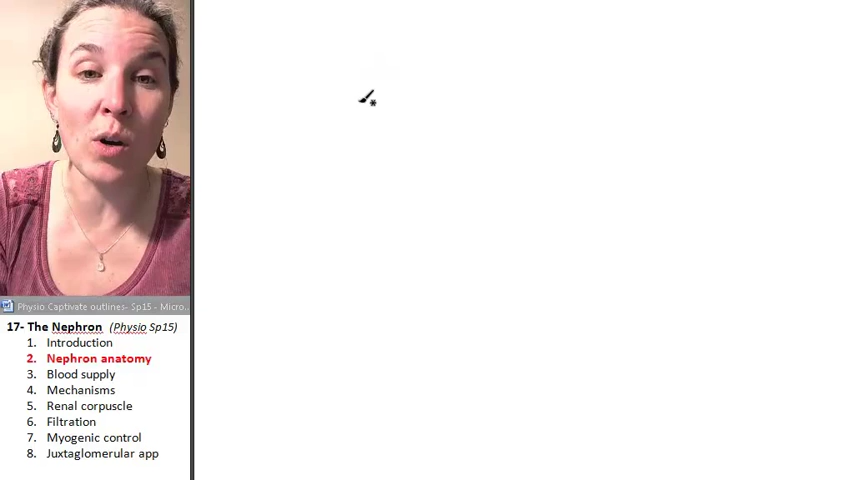 Physio Captivate outlines- Sp15 - Micro...
17- The Nephron (Physio Sp15)
1. Introduction
2. Nephron anatomy
3. Blood supply
4. Mechanisms
5. Renal corpuscle
6. Filtration
7. Myogenic control
8. Juxtaglomerular app